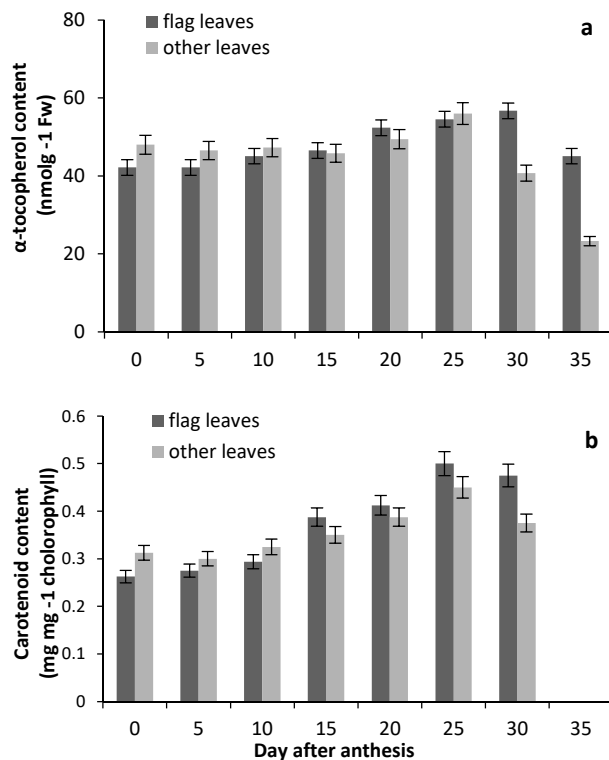 flag leaves
other leaves
a
α-tocopherol content
(nmolg -1 Fw)
80
60
40
20
0
0 5 10 15 20 25 30 35
flag leaves
other leaves
b
Carotenoid content
(mg mg -1 cholorophyll)
0.6
0.5
0.4
0.3
0.2
0.1
0
0 5 10 15 20 25 30 35
Day after anthesis